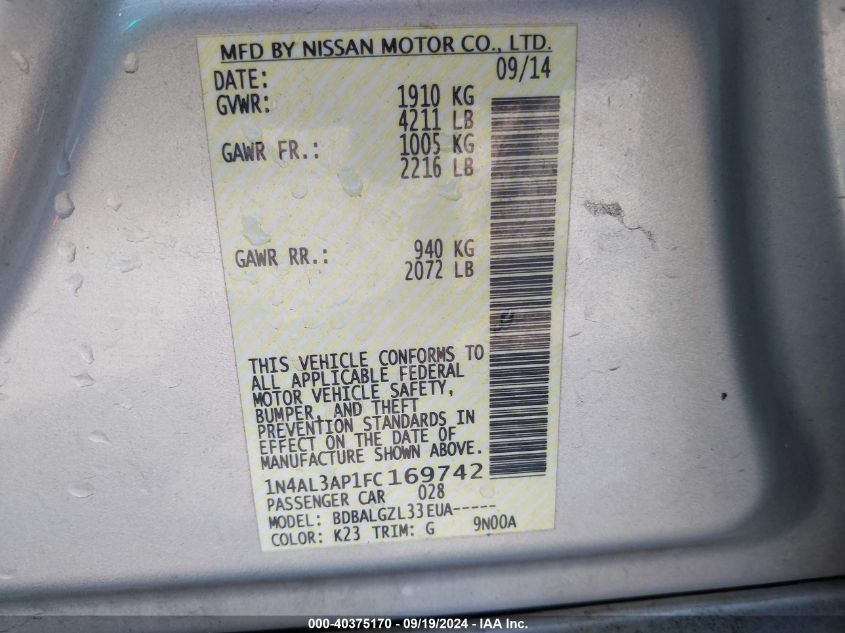 MFD BY NISSAN MOTOR CO., LTD.
DATE: 09/14
GVWR: 1910 KG
4211 LB
GAWR FR.: 1005 KG
2216 LB
GAWR RR.: 940 KG
2072 LB
THIS VEHICLE CONFORMS TO
ALL APPLICABLE FEDERAL
MOTOR VEHICLE SAFETY,
BUMPER, AND THEFT
PREVENTION STANDARDS IN
EFFECT ON THE DATE OF
MANUFACTURE SHOWN ABOVE.
1N4AL3AP1FC169742
PASSENGER CAR 028
MODEL: BDBALGZL33EUA-----
COLOR: K23 TRIM: G 9N00A
000-40375170 - 09/19/2024 - IAA Inc.